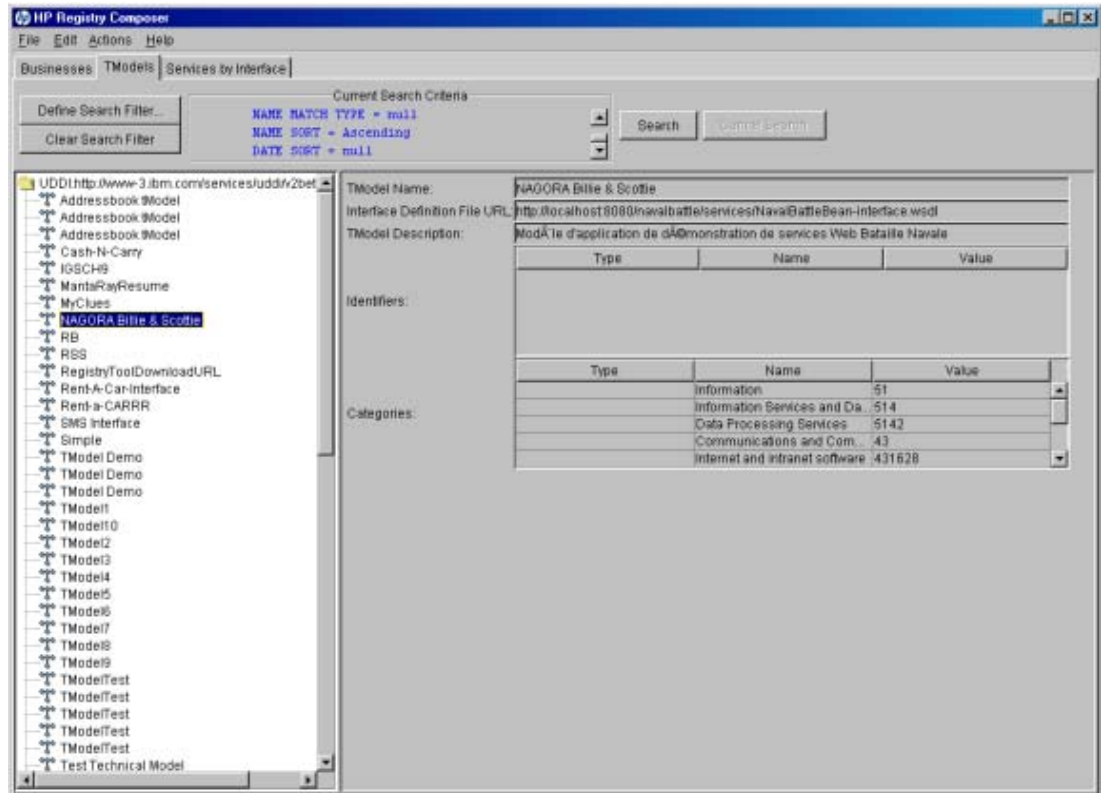 HP Registry Composer
File Edit Actions Help
Businesses TModels Services by Interface
Define Search Filter...
Clear Search Filter
Current Search Criteria
NAME MATCH TYPE = null
NAME SORT = Ascending
DATE SORT = null
Search Cancel Search
UDDI:http://www-3.ibm.com/services/uddi/v2bet
Addressbook tModel
Addressbook tModel
Addressbook tModel
Cash-N-Carry
IGSCH9
MantaRayResume
MyClues
NAGORA Billie & Scottie
RB
RSS
RegistryToolDownloadURL
Rent-A-Car-Interface
Rent-a-CARRR
SMS Interface
Simple
TModel Demo
TModel Demo
TModel Demo
TModel1
TModel10
TModel2
TModel3
TModel4
TModel5
TModel6
TModel7
TModel8
TModel9
TModelTest
TModelTest
TModelTest
TModelTest
TModelTest
Test Technical Model
TModel Name: NAGORA Billie & Scottie
Interface Definition File URL: http://localhost:8080/navalbattle/services/NavalBattleBean-interface.wsdl
TModel Description: ModÃ¨le d'application de dÃ©monstration de services Web Bataille Navale
Identifiers:
Type Name Value
Categories:
Type Name Value
Information 51
Information Services and Da... 514
Data Processing Services 5142
Communications and Com... 43
Internet and intranet software 431628